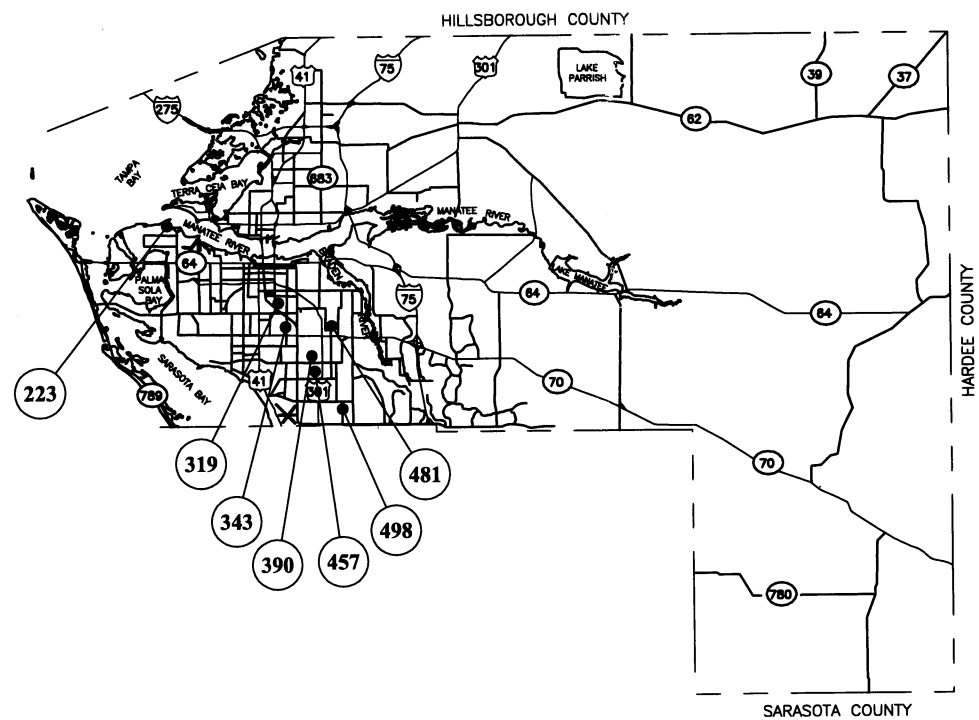 HILLSBOROUGH COUNTY
41
75
301
LAKE
PARRISH
39
37
275
62
TAMPA
BAY
TERRA CEIA BAY
683
MANATEE RIVER
MANATEE RIVER
64
BRADEN
RIVER
PALMA
SOLA
BAY
75
LAKE MANATEE
64
64
HARDEE COUNTY
223
SARASOTA BAY
789
41
301
70
70
319
481
343
498
390
457
780
SARASOTA COUNTY